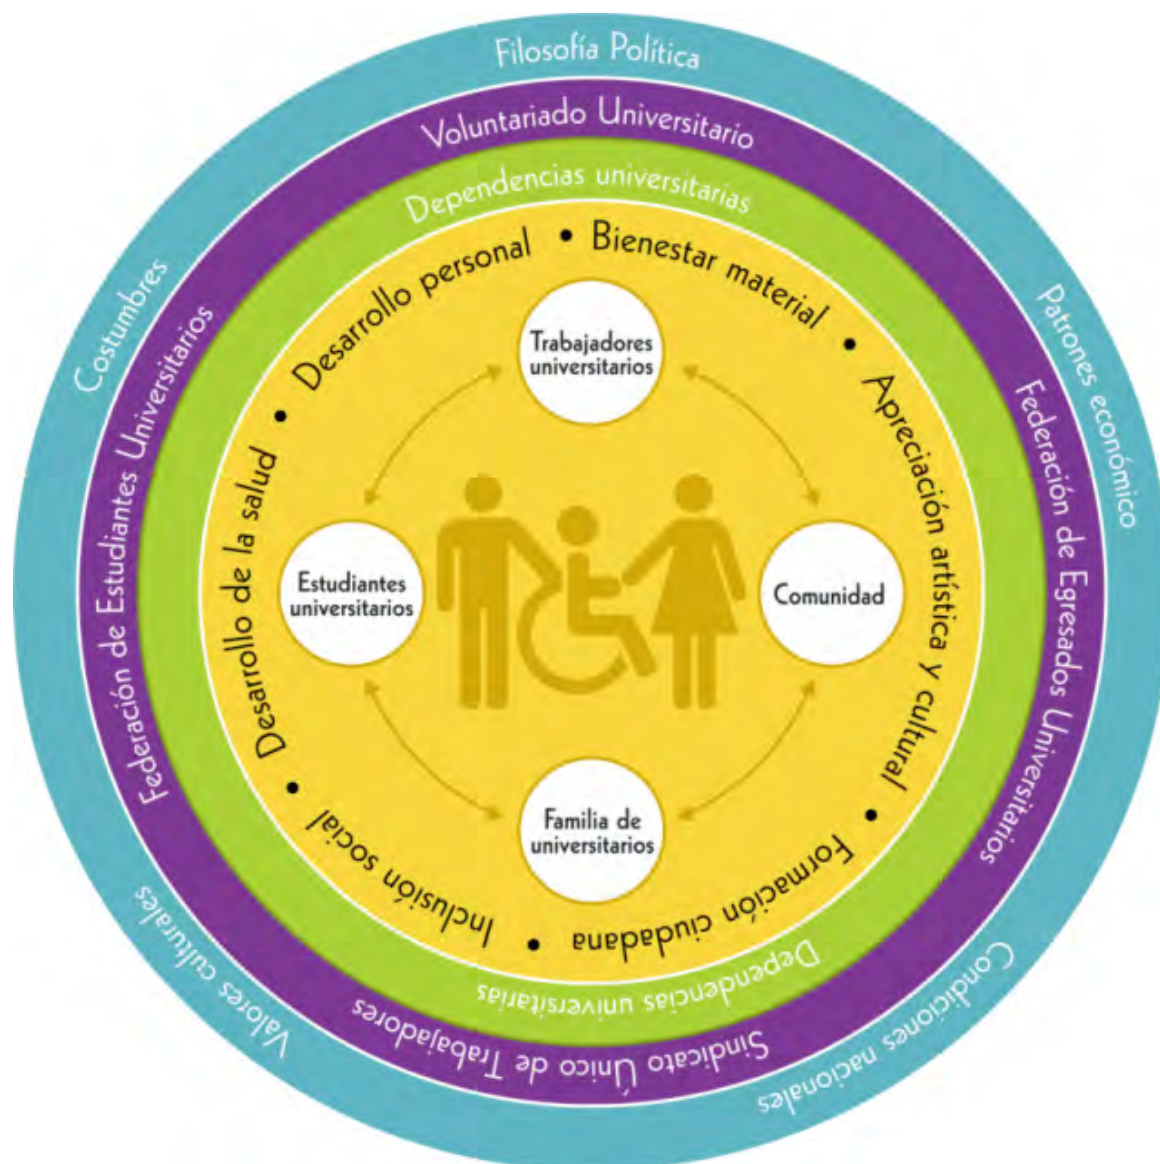 Filosofía Política
Patrones económico
Condiciones nacionales
Valores culturales
Costumbres
Voluntariado Universitario
Federación de Egresados Universitarios
Sindicato Único de Trabajadores
Federación de Estudiantes Universitarios
Dependencias universitarias
Dependencias universitarias
Desarrollo personal • Bienestar material • Apreciación artística y cultural • Formación ciudadana • Inclusión social • Desarrollo de la salud •
Trabajadores
universitarios
Estudiantes
universitarios
Comunidad
Familia de
universitarios